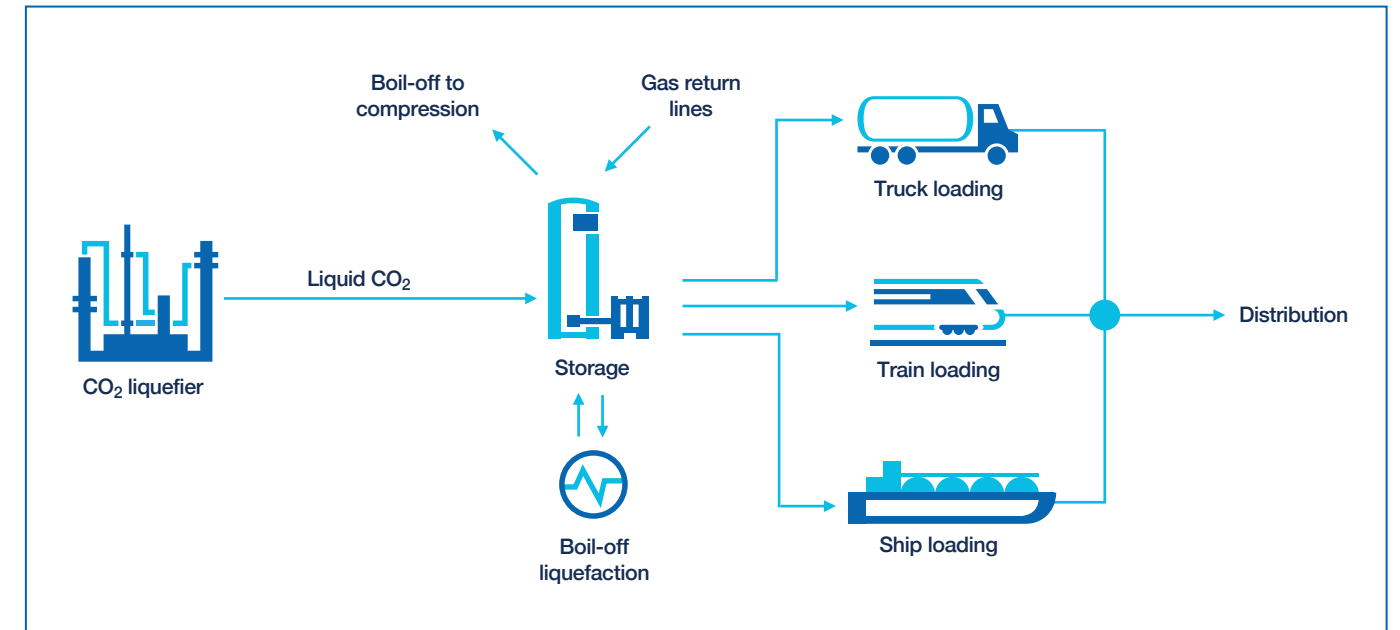 Boil-off to
compression
Gas return
lines
Truck loading
Liquid CO₂
CO₂ liquefier
Storage
Train loading
Distribution
Boil-off
liquefaction
Ship loading